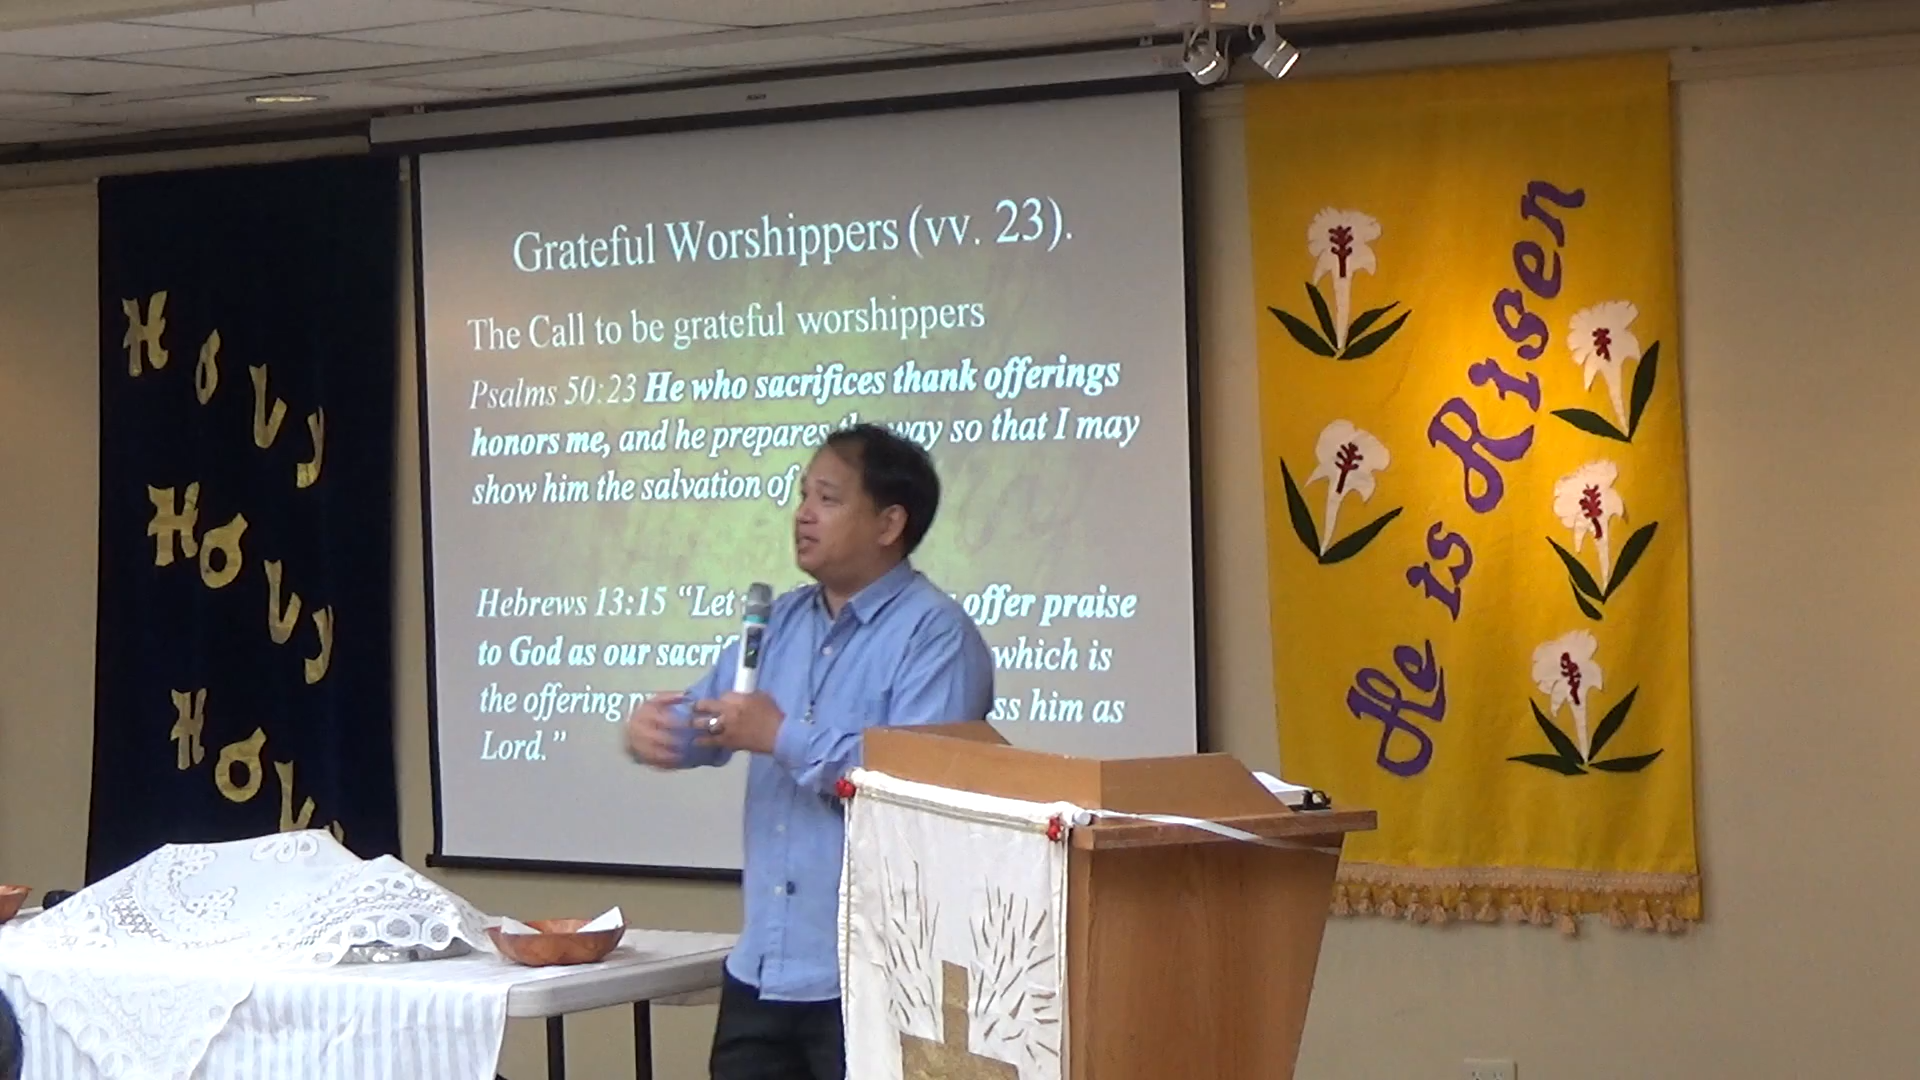 Holy
Holy
Holy
Grateful Worshippers (vv. 23).
The Call to be grateful worshippers
Psalms 50:23 He who sacrifices thank offerings
honors me, and he prepares way so that I may
show him the salvation of
Hebrews 13:15 “Let offer praise
to God as our which is
the offering him as
Lord.”
He is Risen